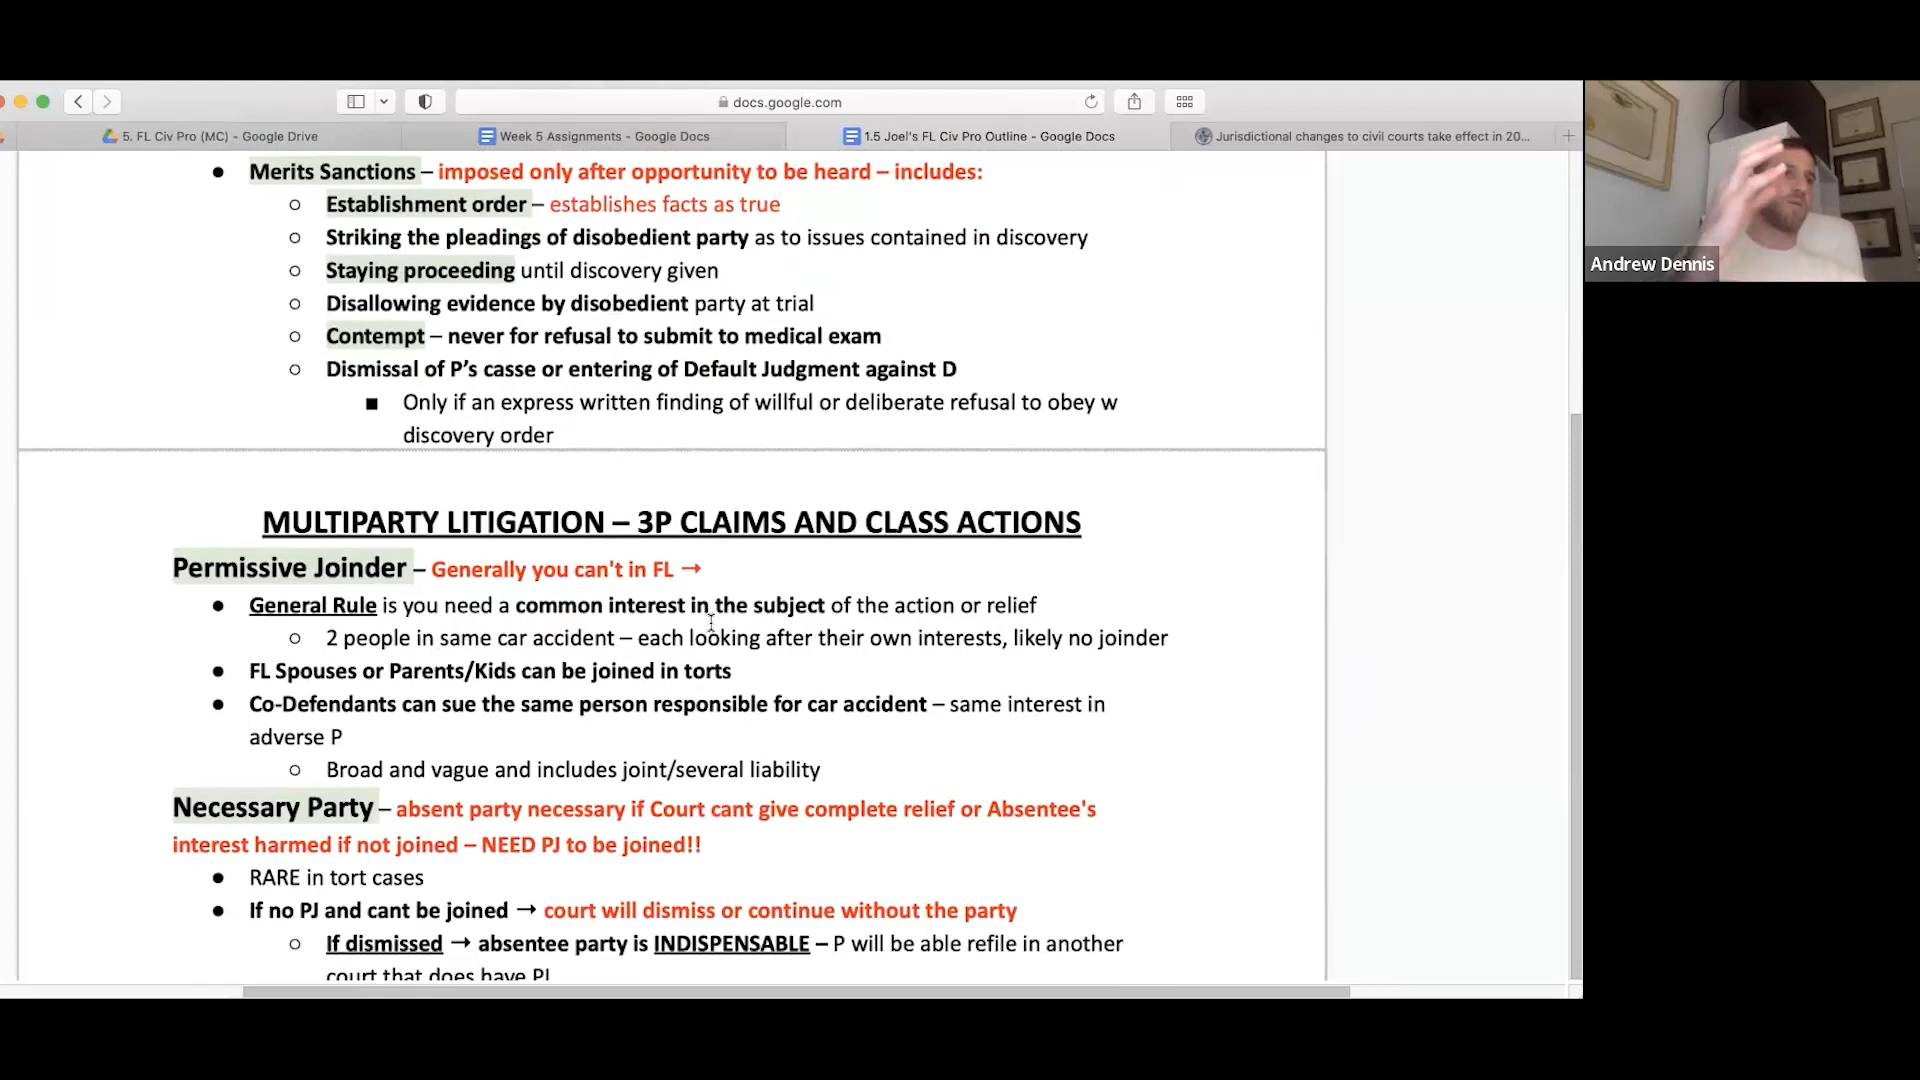 docs.google.com
5. FL Civ Pro (MC) - Google Drive
Week 5 Assignments - Google Docs
1.5 Joel's FL Civ Pro Outline - Google Docs
Jurisdictional changes to civil courts take effect in 20...
● Merits Sanctions – imposed only after opportunity to be heard – includes:
○ Establishment order – establishes facts as true
○ Striking the pleadings of disobedient party as to issues contained in discovery
○ Staying proceeding until discovery given
○ Disallowing evidence by disobedient party at trial
○ Contempt – never for refusal to submit to medical exam
○ Dismissal of P’s casse or entering of Default Judgment against D
■ Only if an express written finding of willful or deliberate refusal to obey w
discovery order
MULTIPARTY LITIGATION – 3P CLAIMS AND CLASS ACTIONS
Permissive Joinder – Generally you can't in FL →
● General Rule is you need a common interest in the subject of the action or relief
○ 2 people in same car accident – each looking after their own interests, likely no joinder
● FL Spouses or Parents/Kids can be joined in torts
● Co-Defendants can sue the same person responsible for car accident – same interest in
adverse P
○ Broad and vague and includes joint/several liability
Necessary Party – absent party necessary if Court cant give complete relief or Absentee's
interest harmed if not joined – NEED PJ to be joined!!
● RARE in tort cases
● If no PJ and cant be joined → court will dismiss or continue without the party
○ If dismissed → absentee party is INDISPENSABLE – P will be able refile in another
court that does have PJ
Andrew Dennis